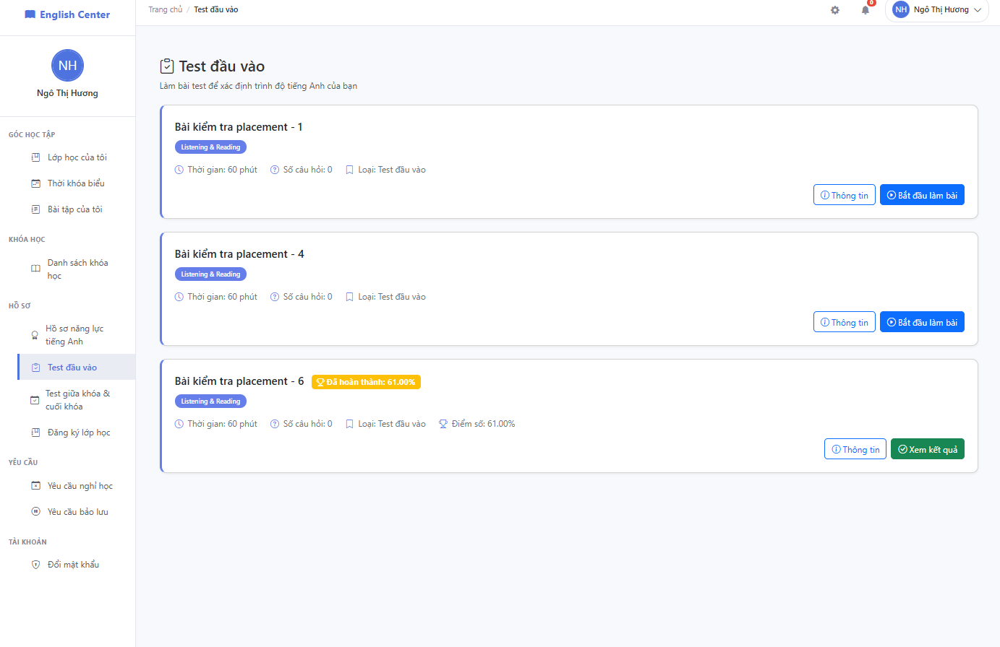 English Center
NH
Ngô Thị Hương
GÓC HỌC TẬP
Lớp học của tôi
Thời khóa biểu
Bài tập của tôi
KHÓA HỌC
Danh sách khóa
học
HỒ SƠ
Hồ sơ năng lực
tiếng Anh
Test đầu vào
Test giữa khóa &
cuối khóa
Đăng ký lớp học
YÊU CẦU
Yêu cầu nghỉ học
Yêu cầu bảo lưu
TÀI KHOẢN
Đổi mật khẩu
Trang chủ / Test đầu vào
0
NH Ngô Thị Hương
Test đầu vào
Làm bài test để xác định trình độ tiếng Anh của bạn
Bài kiểm tra placement - 1
Listening & Reading
Thời gian: 60 phút Số câu hỏi: 0 Loại: Test đầu vào
Thông tin Bắt đầu làm bài
Bài kiểm tra placement - 4
Listening & Reading
Thời gian: 60 phút Số câu hỏi: 0 Loại: Test đầu vào
Thông tin Bắt đầu làm bài
Bài kiểm tra placement - 6 Đã hoàn thành: 61.00%
Listening & Reading
Thời gian: 60 phút Số câu hỏi: 0 Loại: Test đầu vào Điểm số: 61.00%
Thông tin Xem kết quả